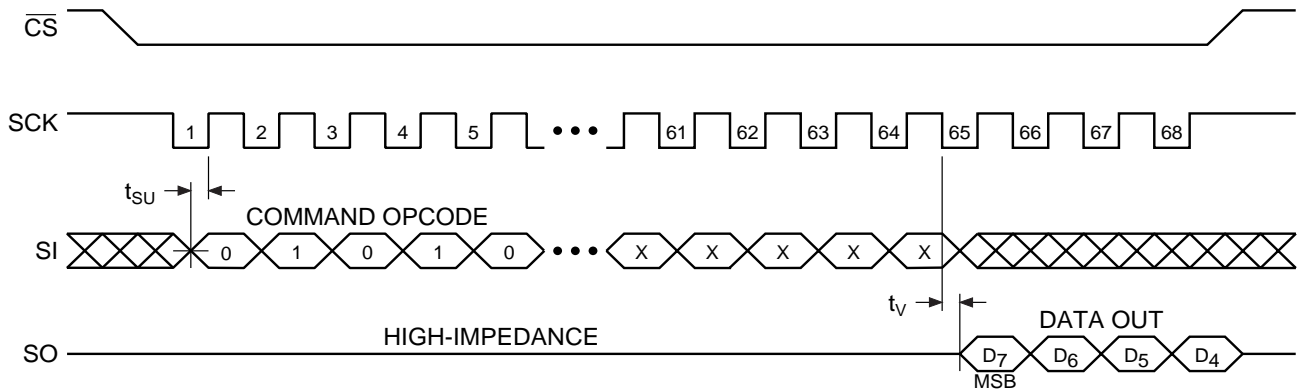 CS
SCK 1 2 3 4 5 ••• 61 62 63 64 65 66 67 68
tSU
COMMAND OPCODE
SI 0 1 0 1 0 ••• X X X X X
tV
HIGH-IMPEDANCE
DATA OUT
SO D7 D6 D5 D4
MSB